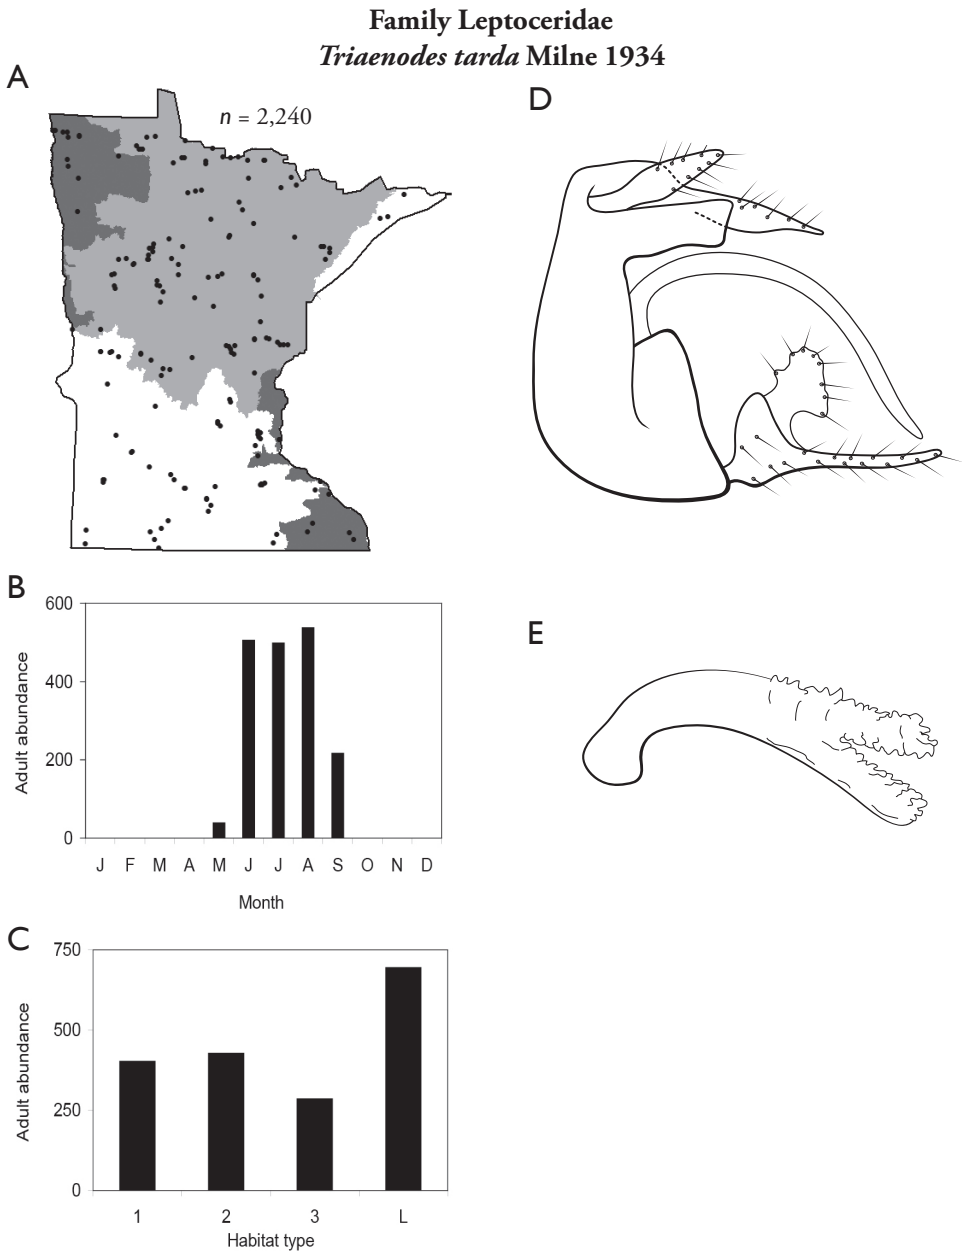 Family Leptoceridae
Triaenodes tarda Milne 1934
A
n = 2,240
D
B
600
400
200
0
Adult abundance
J F M A M J J A S O N D
Month
E
C
750
500
250
0
Adult abundance
1 2 3 L
Habitat type